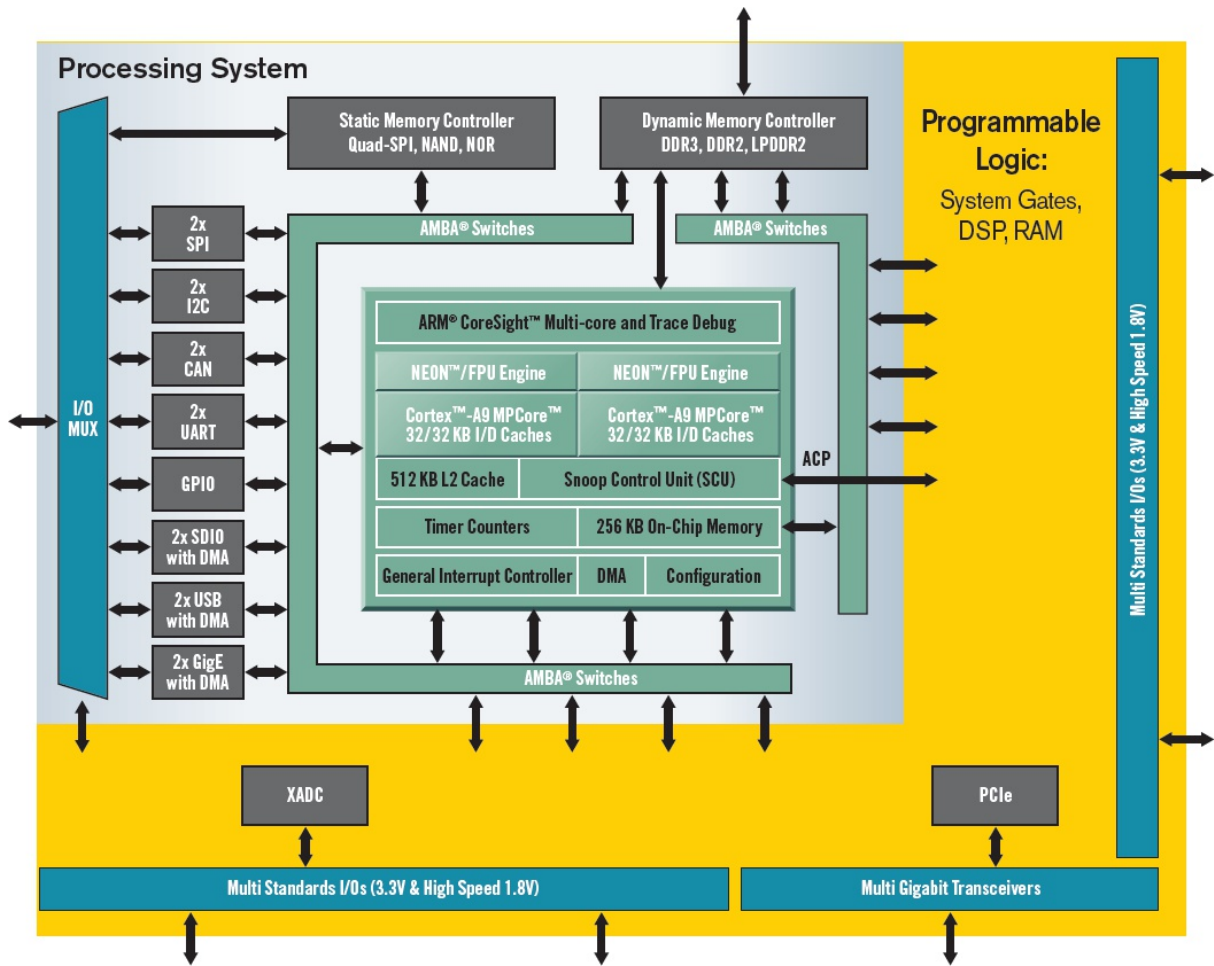 Processing System
Static Memory Controller
Quad-SPI, NAND, NOR
Dynamic Memory Controller
DDR3, DDR2, LPDDR2
Programmable
Logic:
System Gates,
DSP, RAM
AMBA® Switches
AMBA® Switches
2x
SPI
2x
I2C
2x
CAN
2x
UART
GPIO
2x SDIO
with DMA
2x USB
with DMA
2x GigE
with DMA
I/O
MUX
ARM® CoreSight™ Multi-core and Trace Debug
NEON™/FPU Engine
NEON™/FPU Engine
Cortex™-A9 MPCore™
32/32 KB I/D Caches
Cortex™-A9 MPCore™
32/32 KB I/D Caches
512 KB L2 Cache
Snoop Control Unit (SCU)
ACP
Timer Counters
256 KB On-Chip Memory
General Interrupt Controller
DMA
Configuration
AMBA® Switches
Multi Standards I/Os (3.3V & High Speed 1.8V)
XADC
PCIe
Multi Standards I/Os (3.3V & High Speed 1.8V)
Multi Gigabit Transceivers